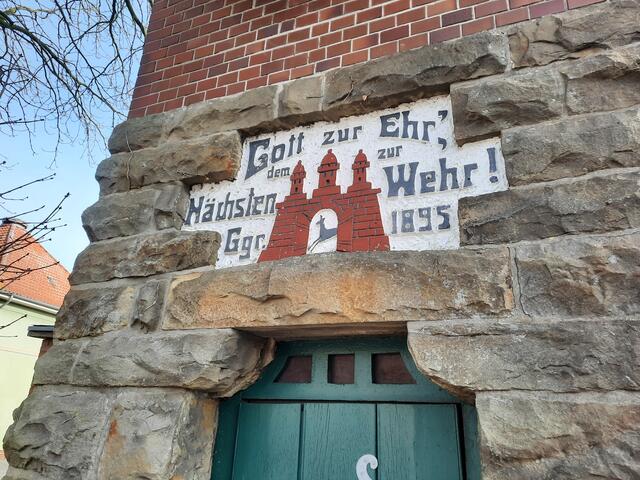 Gott zur Ehr',
dem zur
Nächsten Wehr!
Ggr. 1895